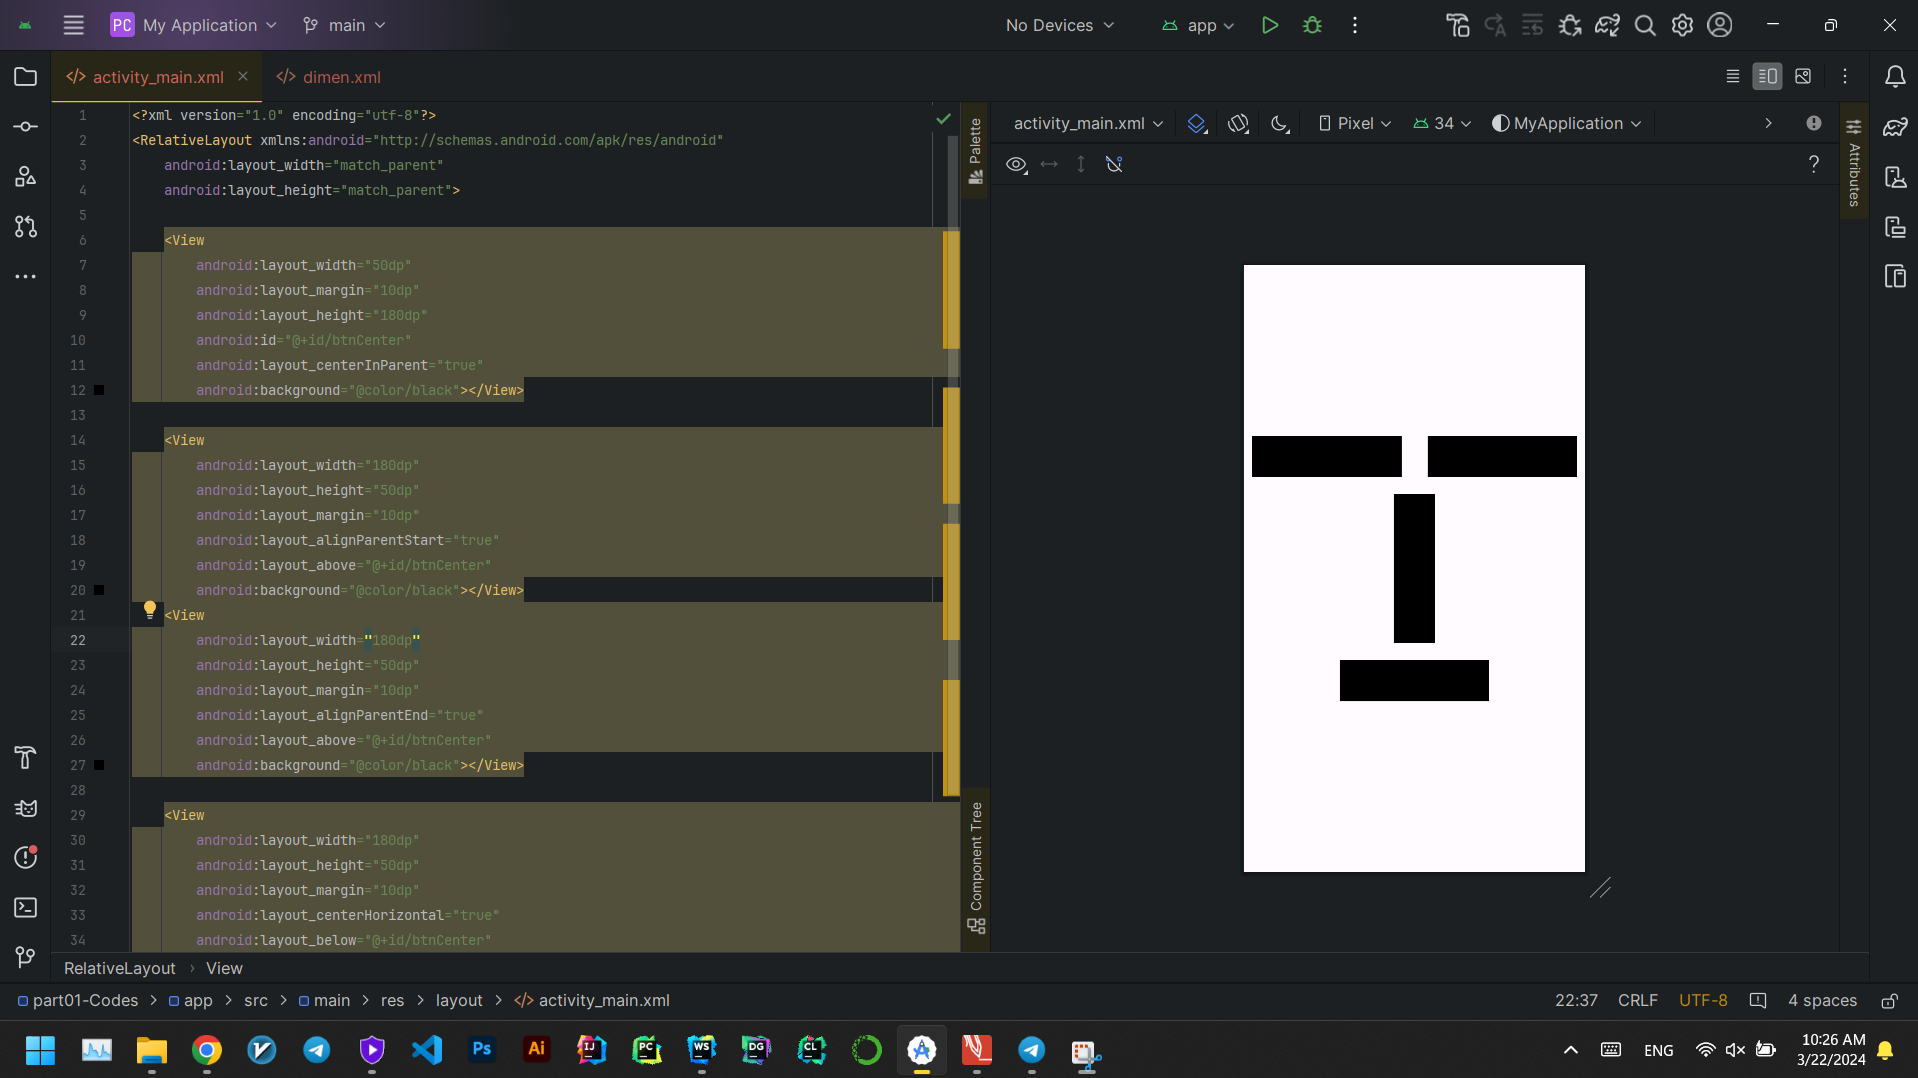 PC My Application main No Devices app
activity_main.xml dimen.xml
1 <?xml version="1.0" encoding="utf-8"?>
2 <RelativeLayout xmlns:android="http://schemas.android.com/apk/res/android"
3 android:layout_width="match_parent"
4 android:layout_height="match_parent">
5
6 <View
7 android:layout_width="50dp"
8 android:layout_margin="10dp"
9 android:layout_height="180dp"
10 android:id="@+id/btnCenter"
11 android:layout_centerInParent="true"
12 android:background="@color/black"></View>
13
14 <View
15 android:layout_width="180dp"
16 android:layout_height="50dp"
17 android:layout_margin="10dp"
18 android:layout_alignParentStart="true"
19 android:layout_above="@+id/btnCenter"
20 android:background="@color/black"></View>
21 <View
22 android:layout_width="180dp"
23 android:layout_height="50dp"
24 android:layout_margin="10dp"
25 android:layout_alignParentEnd="true"
26 android:layout_above="@+id/btnCenter"
27 android:background="@color/black"></View>
28
29 <View
30 android:layout_width="180dp"
31 android:layout_height="50dp"
32 android:layout_margin="10dp"
33 android:layout_centerHorizontal="true"
34 android:layout_below="@+id/btnCenter"
Palette
Component Tree
activity_main.xml Pixel 34 MyApplication
?
Attributes
RelativeLayout › View
part01-Codes > app > src > main > res > layout > activity_main.xml 22:37 CRLF UTF-8 4 spaces
Ps Ai IJ PC WS DG CL ENG 10:26 AM
3/22/2024